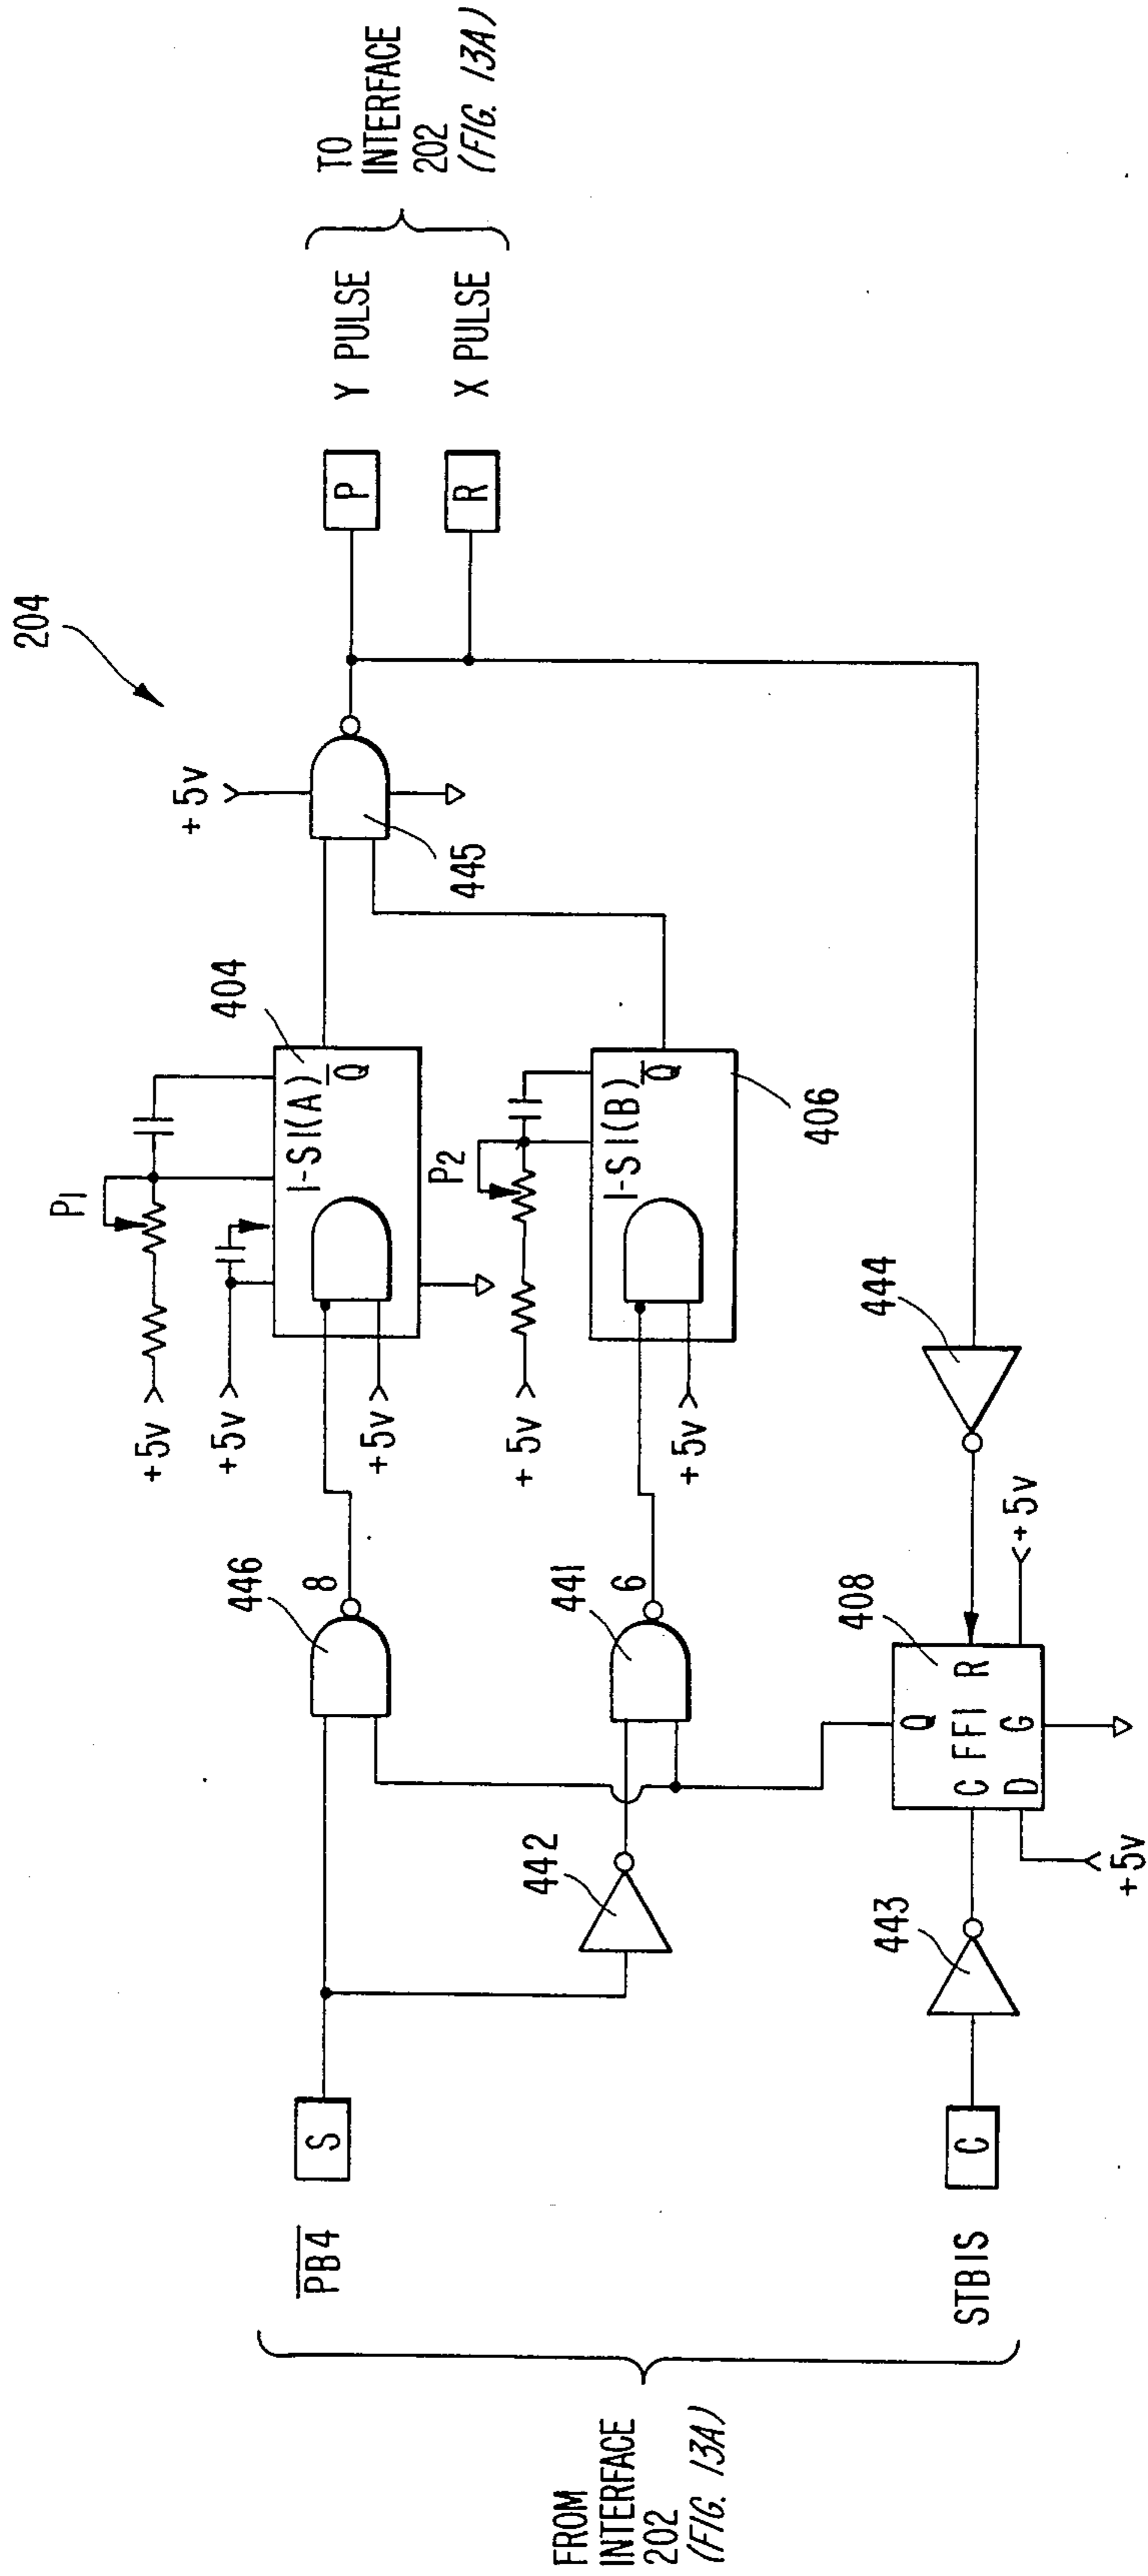 204
FROM
INTERFACE
202
(FIG. 13A)
PB4
S
STBIS
C
442
443
446
8
441
6
408
Q
C FFI R
D G
+5v
<+5v
444
+5v >
+5v >
+5v >
P1
I-SI(A)
Q
404
+5v >
+5v >
P2
I-SI(B)
Q
406
+5v
445
P
Y PULSE
R
X PULSE
TO
INTERFACE
202
(FIG. 13A)